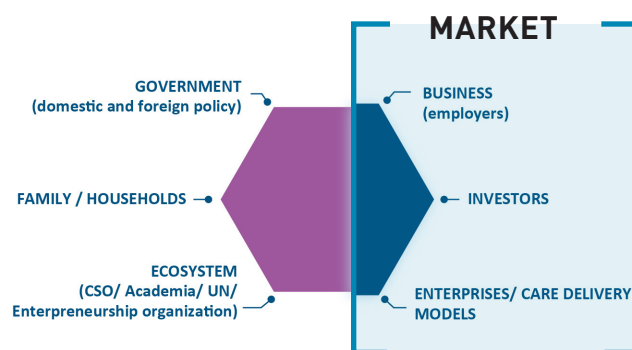 MARKET
GOVERNMENT
(domestic and foreign policy)
BUSINESS
(employers)
FAMILY / HOUSEHOLDS
INVESTORS
ECOSYSTEM
(CSO/ Academia/ UN/
Enterpreneurship organization)
ENTERPRISES/ CARE DELIVERY
MODELS